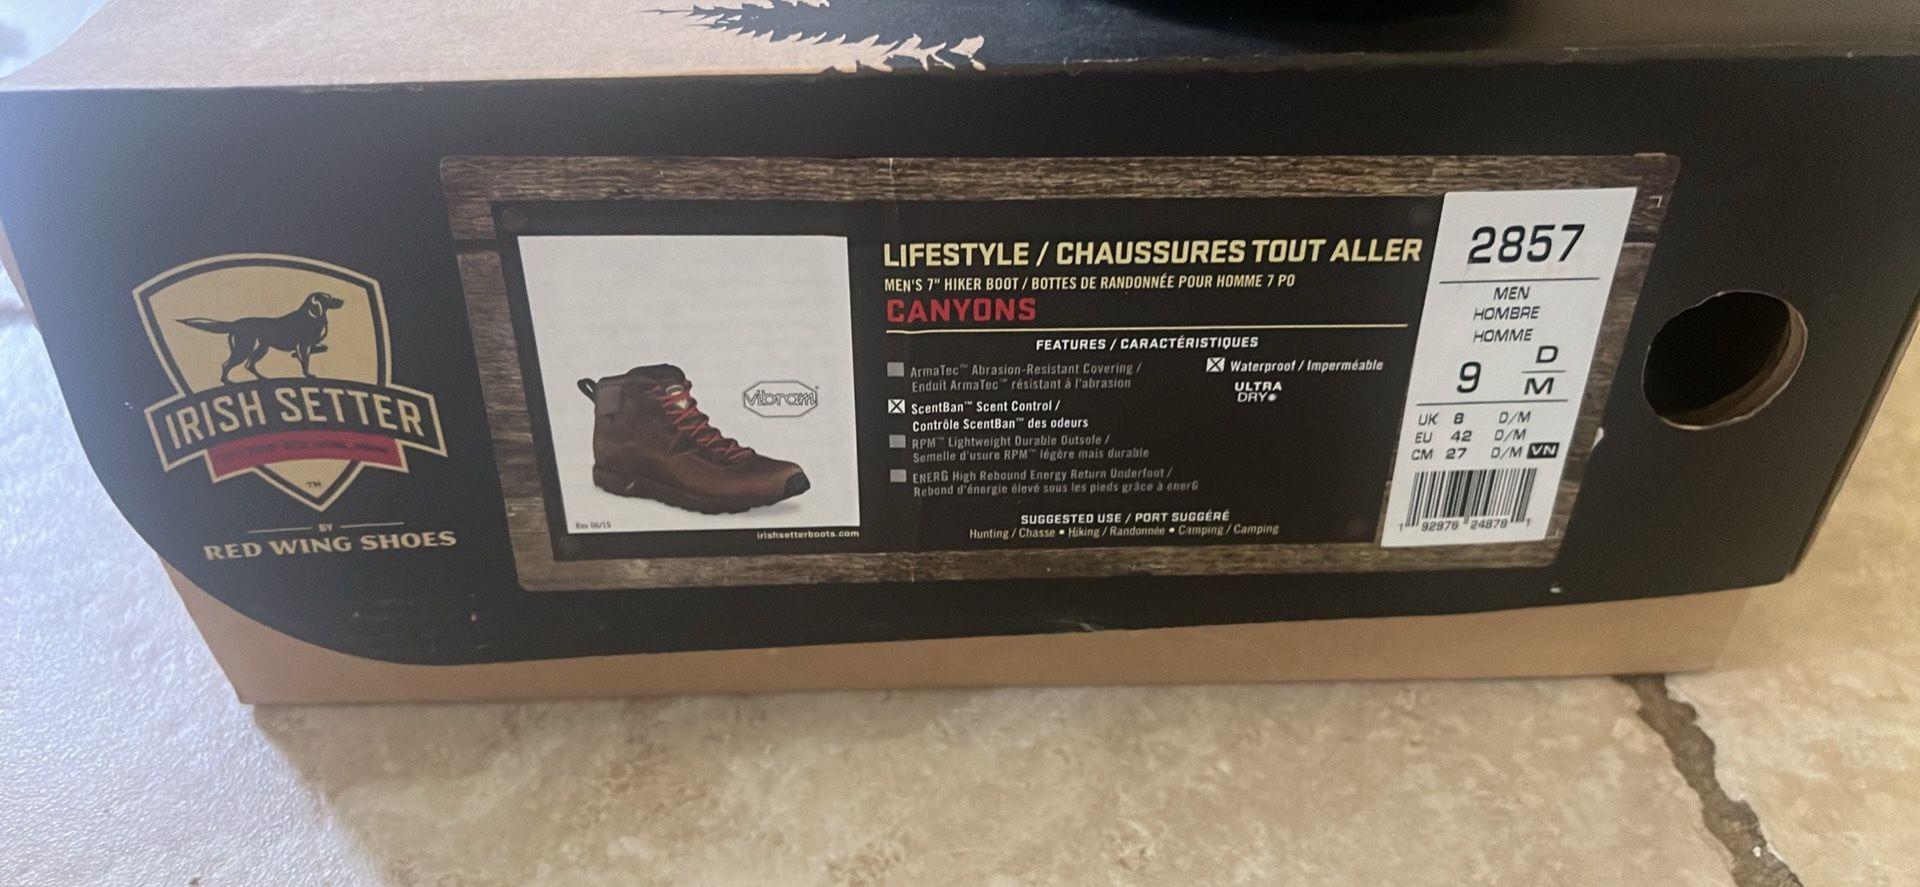 IRISH SETTER
TM
BY
RED WING SHOES
vibram®
Rev 06/19
irishsetterboots.com
LIFESTYLE / CHAUSSURES TOUT ALLER
MEN'S 7" HIKER BOOT / BOTTES DE RANDONNÉE POUR HOMME 7 PO
CANYONS
FEATURES / CARACTÉRISTIQUES
ArmaTec™ Abrasion-Resistant Covering /
Enduit ArmaTec™ résistant à l'abrasion
ScentBan™ Scent Control /
Contrôle ScentBan™ des odeurs
RPM™ Lightweight Durable Outsole /
Semelle d'usure RPM™ légère mais durable
ENERG High Rebound Energy Return Underfoot /
Rebond d'énergie élevé sous les pieds grâce à enerG
Waterproof / Imperméable
ULTRA
DRY
SUGGESTED USE / PORT SUGGÉRÉ
Hunting / Chasse • Hiking / Randonnée • Camping / Camping
2857
MEN
HOMBRE
HOMME
9 D
M
UK 8 D/M
EU 42 D/M
CM 27 D/M VN
1 92976 24878 1